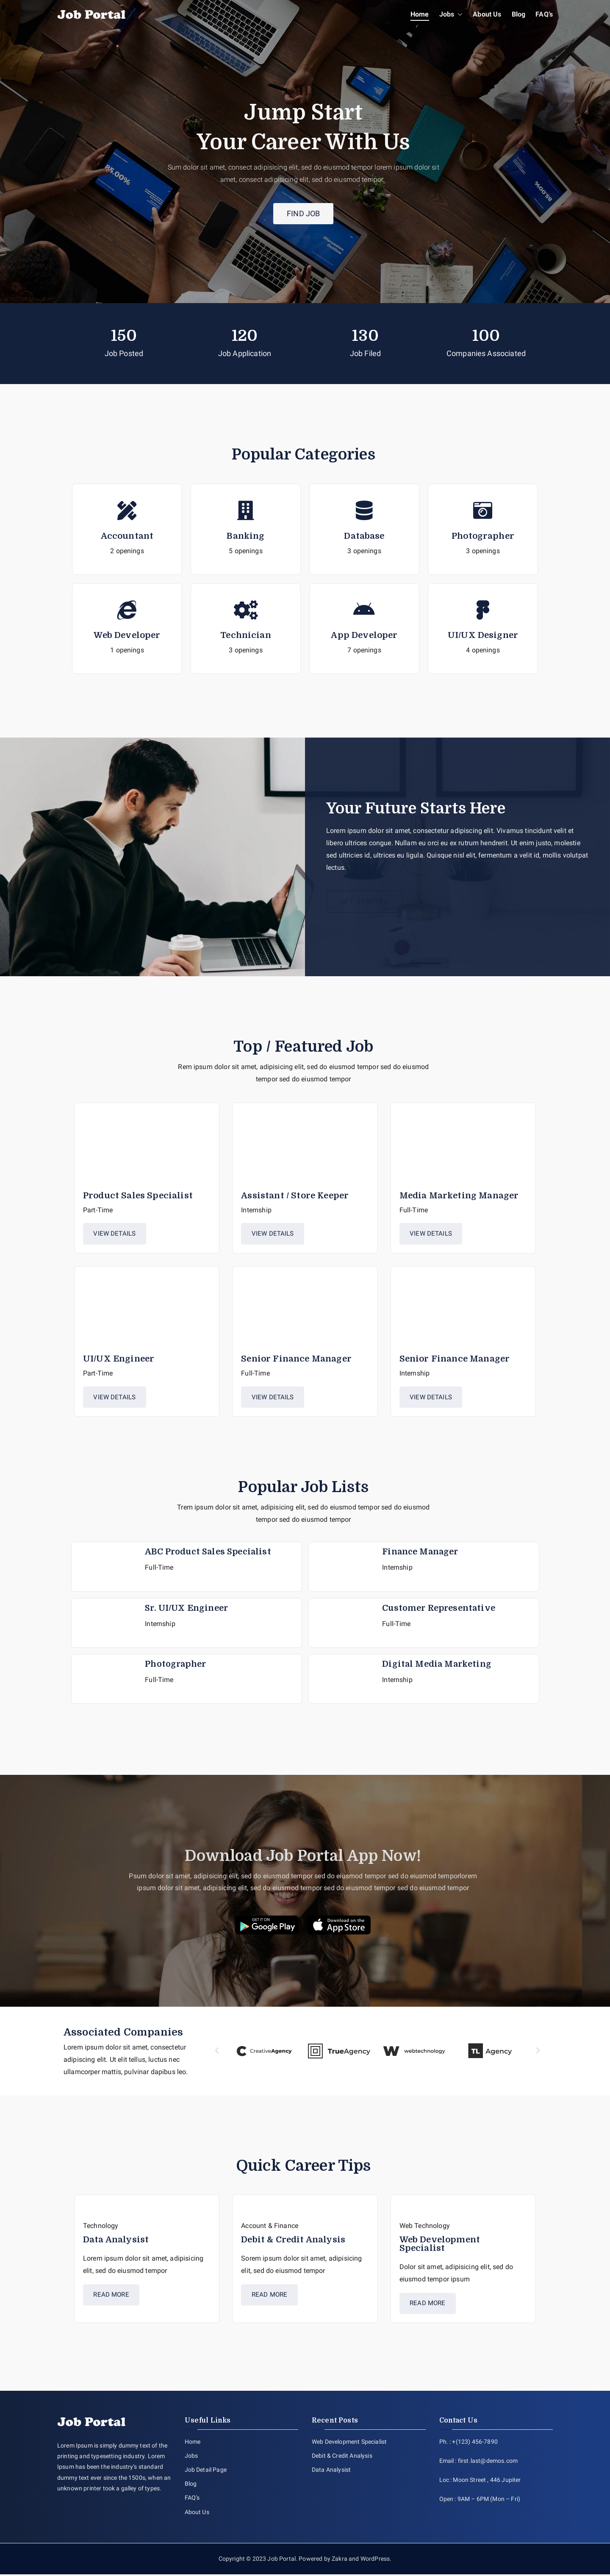 Job Portal
Home Jobs About Us Blog FAQ's
Jump Start
Your Career With Us
Sum dolor sit amet, consect adipisicing elit, sed do eiusmod tempor lorem ipsum dolor sit
amet, consect adipisicing elit, sed do eiusmod tempor.
FIND JOB
85.00%
150
Job Posted
120
Job Application
130
Job Filed
100
Companies Associated
Popular Categories
Accountant
2 openings
Banking
5 openings
Database
3 openings
Photographer
3 openings
Web Developer
1 openings
Technician
3 openings
App Developer
7 openings
UI/UX Designer
4 openings
Your Future Starts Here
Lorem ipsum dolor sit amet, consectetur adipiscing elit. Vivamus tincidunt velit et
libero ultrices congue. Nullam eu orci eu ex rutrum hendrerit. Ut enim justo, molestie
sed ultricies id, ultrices eu ligula. Quisque nisl elit, fermentum a velit id, mollis volutpat
lectus.
Top / Featured Job
Rem ipsum dolor sit amet, adipisicing elit, sed do eiusmod tempor sed do eiusmod
tempor sed do eiusmod tempor
Product Sales Specialist
Part-Time
VIEW DETAILS
Assistant / Store Keeper
Internship
VIEW DETAILS
Media Marketing Manager
Full-Time
VIEW DETAILS
UI/UX Engineer
Part-Time
VIEW DETAILS
Senior Finance Manager
Full-Time
VIEW DETAILS
Senior Finance Manager
Internship
VIEW DETAILS
Popular Job Lists
Trem ipsum dolor sit amet, adipisicing elit, sed do eiusmod tempor sed do eiusmod
tempor sed do eiusmod tempor
ABC Product Sales Specialist
Full-Time
Finance Manager
Internship
Sr. UI/UX Engineer
Internship
Customer Representative
Full-Time
Photographer
Full-Time
Digital Media Marketing
Internship
Download Job Portal App Now!
Psum dolor sit amet, adipisicing elit, sed do eiusmod tempor sed do eiusmod tempor sed do eiusmod temporlorem
ipsum dolor sit amet, adipisicing elit, sed do eiusmod tempor sed do eiusmod tempor sed do eiusmod tempor
GET IT ON
Google Play
Download on the
App Store
Associated Companies
Lorem ipsum dolor sit amet, consectetur
adipiscing elit. Ut elit tellus, luctus nec
ullamcorper mattis, pulvinar dapibus leo.
CreativeAgency
TrueAgency
webtechnology
TL Agency
Quick Career Tips
Technology
Data Analysist
Lorem ipsum dolor sit amet, adipisicing
elit, sed do eiusmod tempor
READ MORE
Account & Finance
Debit & Credit Analysis
Sorem ipsum dolor sit amet, adipisicing
elit, sed do eiusmod tempor
READ MORE
Web Technology
Web Development
Specialist
Dolor sit amet, adipisicing elit, sed do
eiusmod tempor ipsum
READ MORE
Job Portal
Lorem Ipsum is simply dummy text of the
printing and typesetting industry. Lorem
Ipsum has been the industry's standard
dummy text ever since the 1500s, when an
unknown printer took a galley of types.
Useful Links
Home
Jobs
Job Detail Page
Blog
FAQ's
About Us
Recent Posts
Web Development Specialist
Debit & Credit Analysis
Data Analysist
Contact Us
Ph. : +(123) 456-7890
Email : first.last@demos.com
Loc : Moon Street , 446 Jupiter
Open : 9AM – 6PM (Mon – Fri)
Copyright © 2023 Job Portal. Powered by Zakra and WordPress.